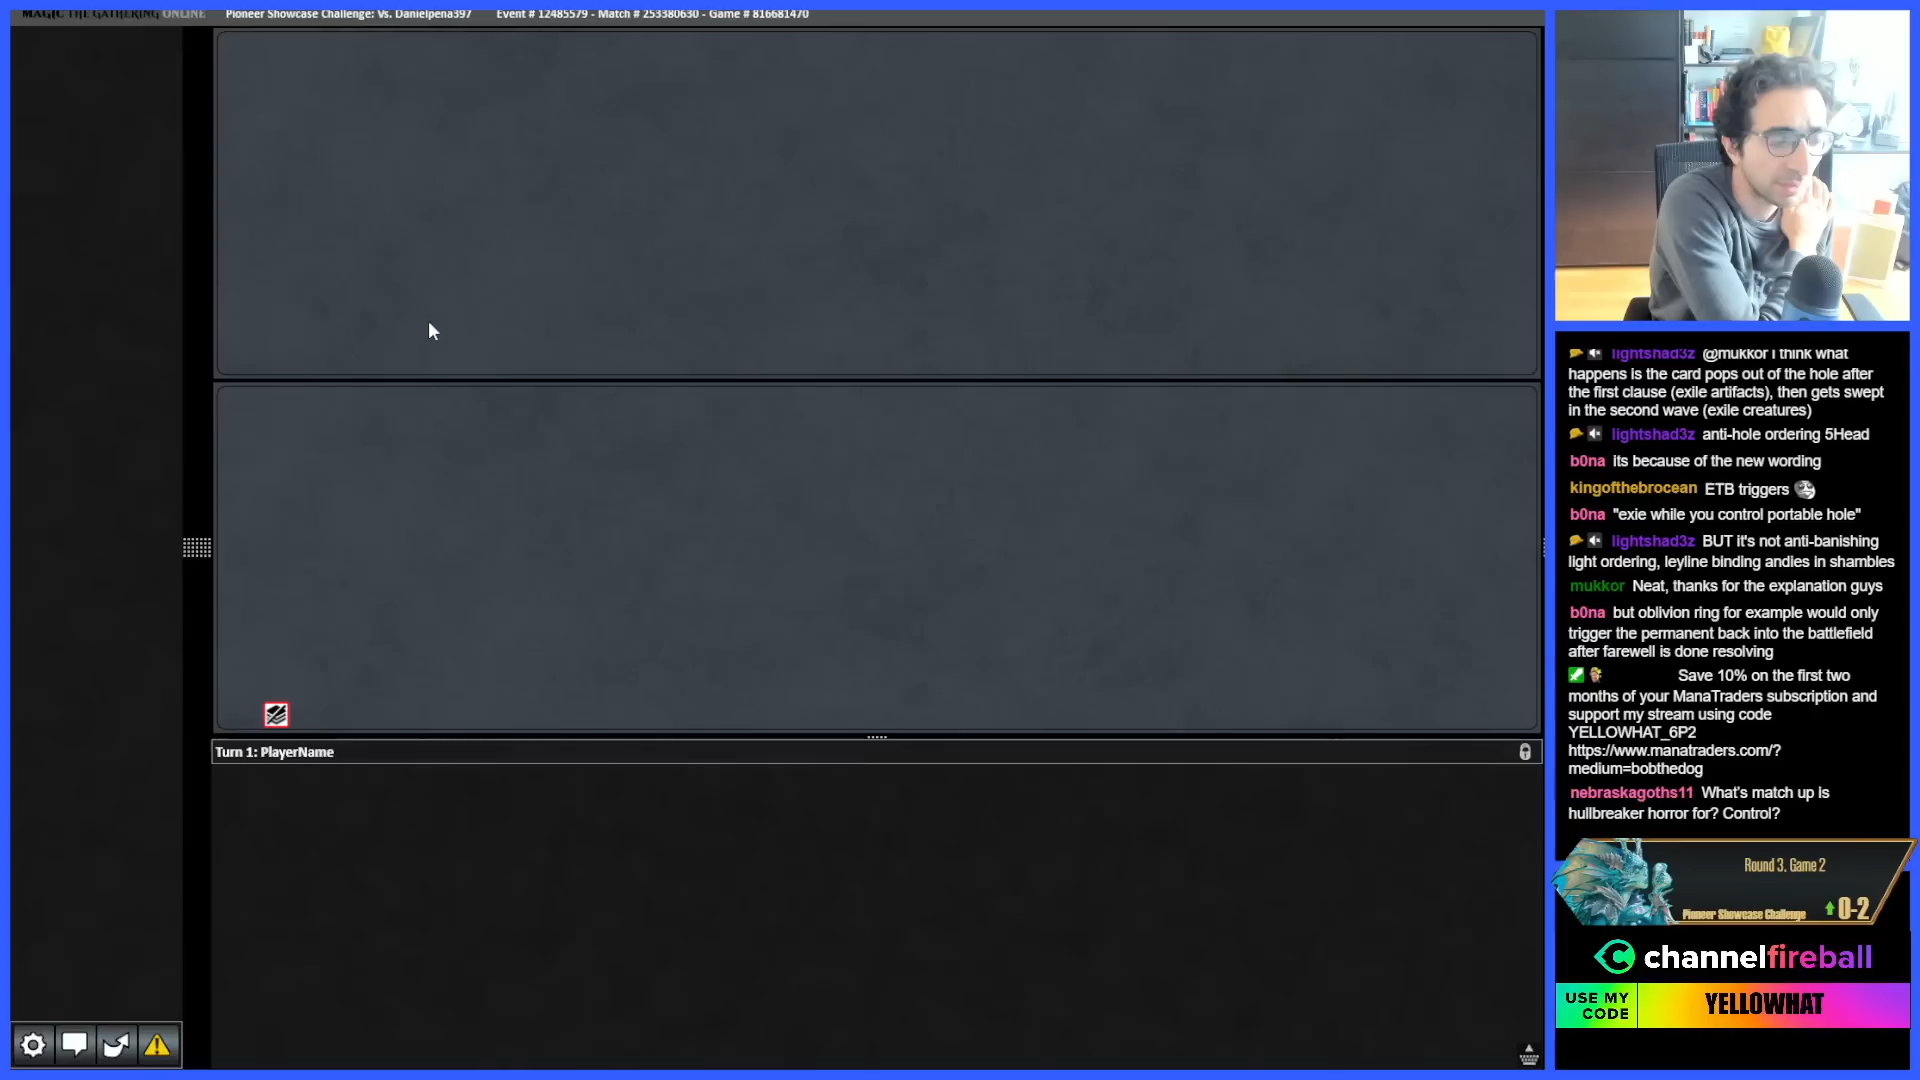 MAGIC THE GATHERING ONLINE
Pioneer Showcase Challenge: Vs. Danielpena397 Event # 12485579 - Match # 253380630 - Game # 816681470
Turn 1: PlayerName
lightshad3z @mukkor i think what
happens is the card pops out of the hole after
the first clause (exile artifacts), then gets swept
in the second wave (exile creatures)
lightshad3z anti-hole ordering 5Head
b0na its because of the new wording
kingofthebrocean ETB triggers
b0na "exie while you control portable hole"
lightshad3z BUT it's not anti-banishing
light ordering, leyline binding andies in shambles
mukkor Neat, thanks for the explanation guys
b0na but oblivion ring for example would only
trigger the permanent back into the battlefield
after farewell is done resolving
Save 10% on the first two
months of your ManaTraders subscription and
support my stream using code
YELLOWHAT_6P2
https://www.manatraders.com/?
medium=bobthedog
nebraskagoths11 What's match up is
hullbreaker horror for? Control?
Round 3. Game 2
Pioneer Showcase Challenge
0-2
channelfireball
USE MY
CODE
YELLOWHAT